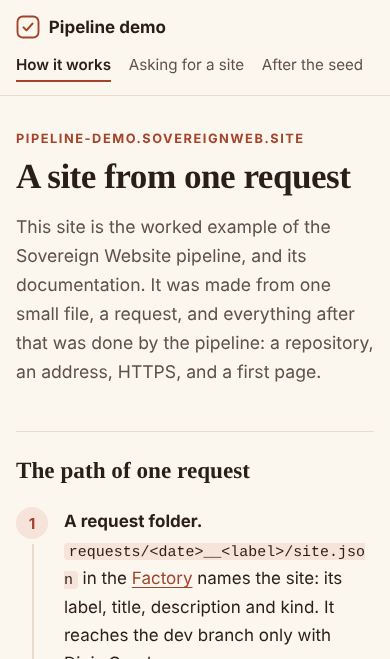 Pipeline demo
How it works Asking for a site After the seed
PIPELINE-DEMO.SOVEREIGNWEB.SITE
A site from one request
This site is the worked example of the
Sovereign Website pipeline, and its
documentation. It was made from one
small file, a request, and everything after
that was done by the pipeline: a repository,
an address, HTTPS, and a first page.
The path of one request
1 A request folder.
requests/<date>__<label>/site.jso
n in the Factory names the site: its
label, title, description and kind. It
reaches the dev branch only with